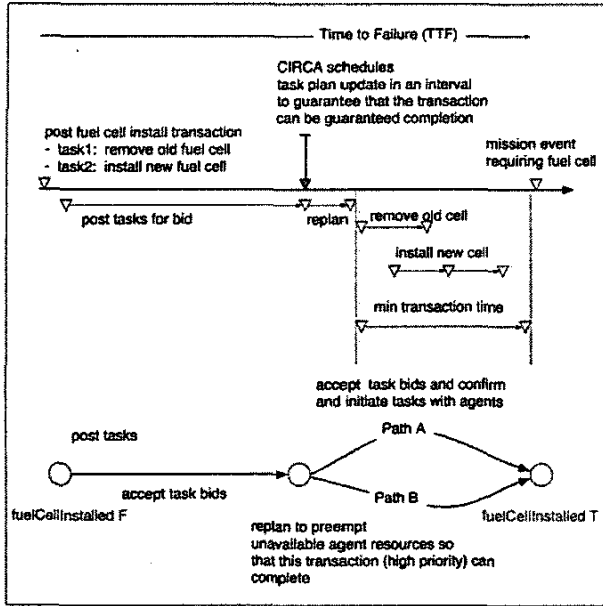 Time to Failure (TTF)
CIRCA schedules
task plan update in an interval
to guarantee that the transaction
can be guaranteed completion
post fuel cell install transaction
- task1: remove old fuel cell
- task2: install new fuel cell
mission event
requiring fuel cell
post tasks for bid
replan
remove old cell
install new cell
min transaction time
accept task bids and confirm
and initiate tasks with agents
post tasks
Path A
accept task bids
Path B
fuelCellInstalled F
fuelCellInstalled T
replan to preempt
unavailable agent resources so
that this transaction (high priority) can
complete